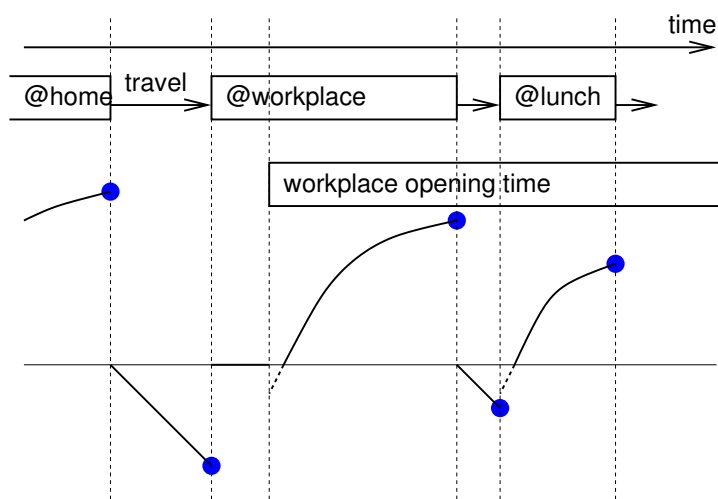 time
travel
@home
@workplace
@lunch
workplace opening time